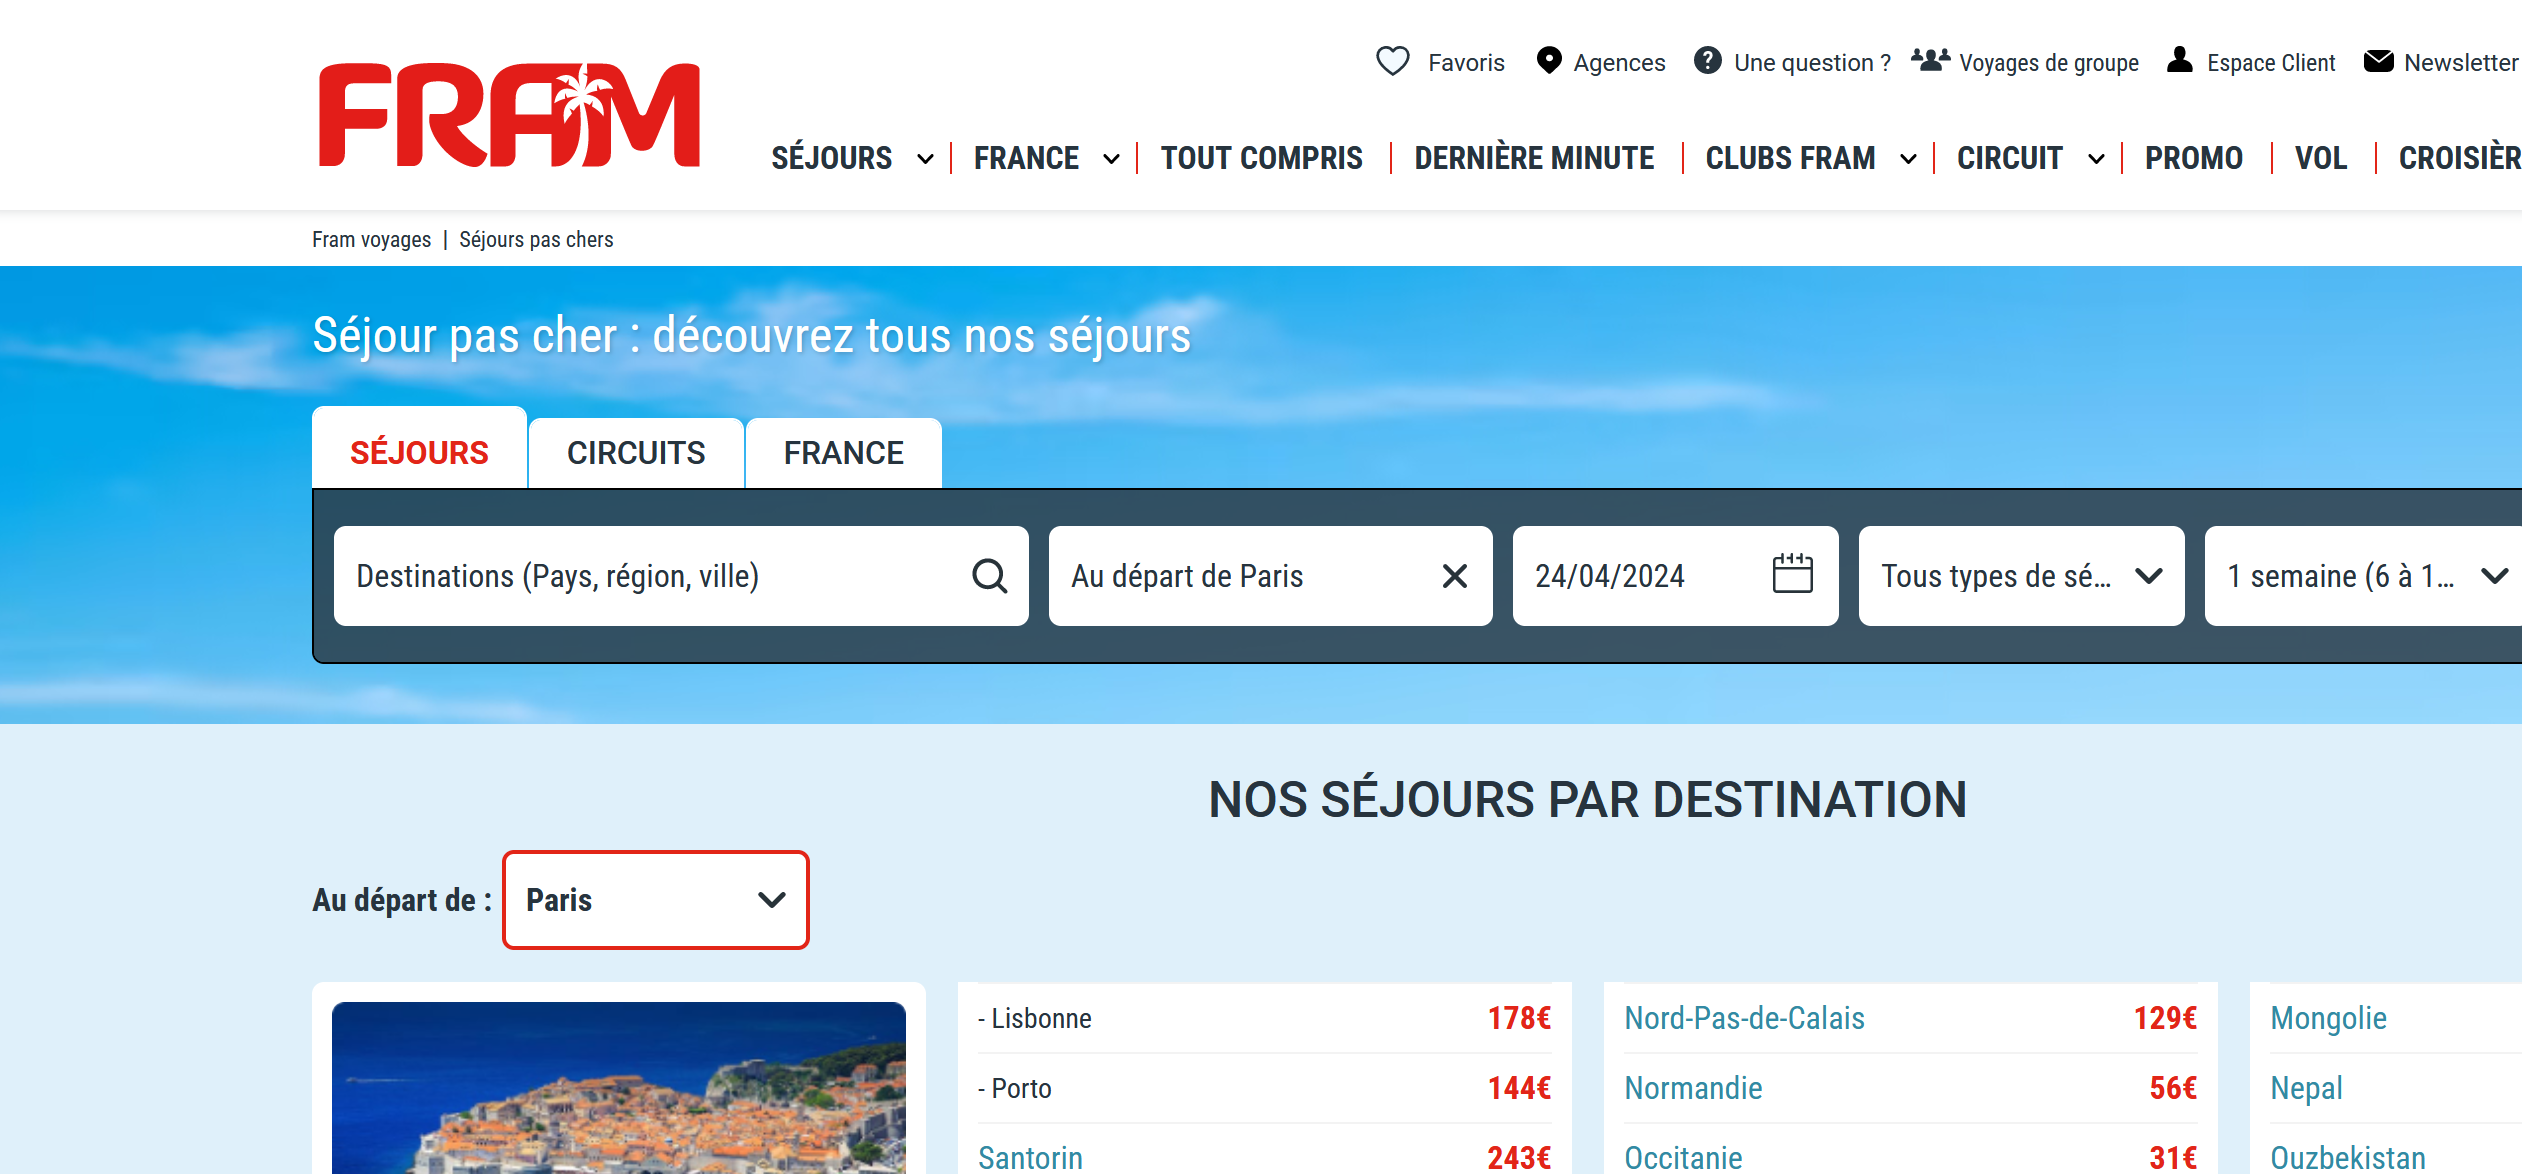 FRAM
Favoris Agences Une question ? Voyages de groupe Espace Client Newsletter
SÉJOURS FRANCE TOUT COMPRIS DERNIÈRE MINUTE CLUBS FRAM CIRCUIT PROMO VOL CROISIÈR
Fram voyages | Séjours pas chers
Séjour pas cher : découvrez tous nos séjours
SÉJOURS CIRCUITS FRANCE
Destinations (Pays, région, ville) Au départ de Paris 24/04/2024 Tous types de sé... 1 semaine (6 à 1...
NOS SÉJOURS PAR DESTINATION
Au départ de : Paris
- Lisbonne 178€ Nord-Pas-de-Calais 129€ Mongolie
- Porto 144€ Normandie 56€ Nepal
Santorin 243€ Occitanie 31€ Ouzbekistan